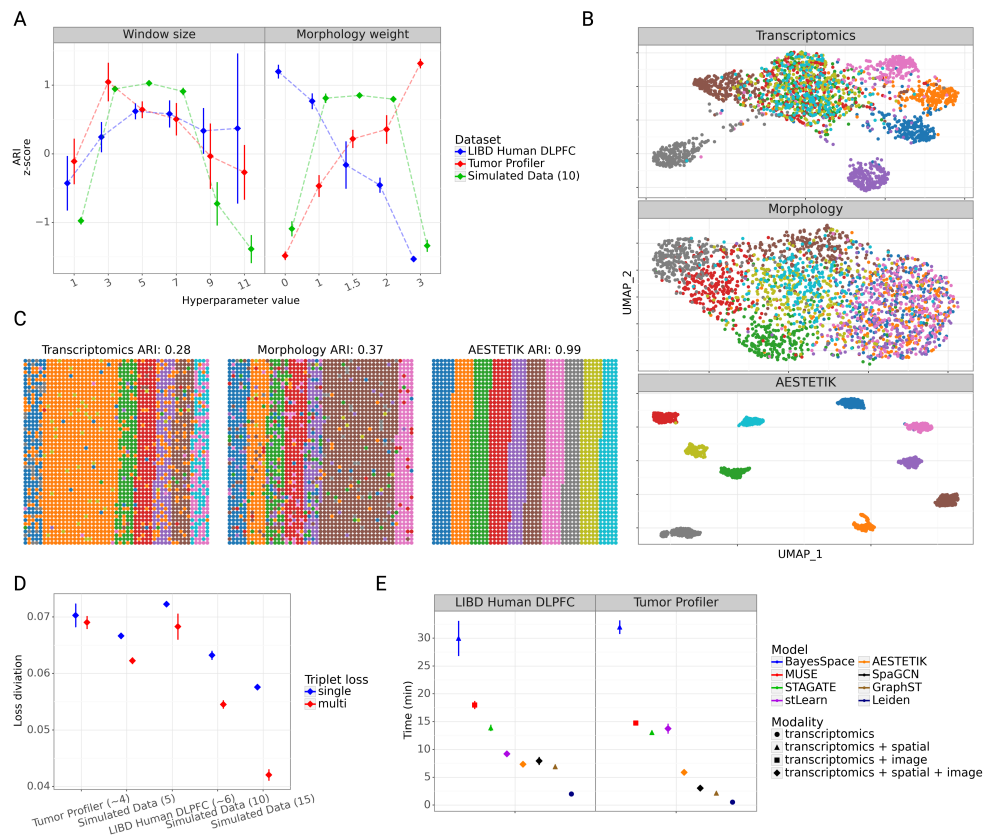 A
Window size
Morphology weight
1
0
−1
ARI
z-score
1
3
5
7
9
11
0
1
1.5
2
3
Hyperparameter value
Dataset
LIBD Human DLPFC
Tumor Profiler
Simulated Data (10)
B
Transcriptomics
Morphology
AESTETIK
UMAP_2
UMAP_1
C
Transcriptomics ARI: 0.28
Morphology ARI: 0.37
AESTETIK ARI: 0.99
D
0.07
0.06
0.05
0.04
Loss diviation
Tumor Profiler (~4)
Simulated Data (5)
LIBD Human DLPFC (~6)
Simulated Data (10)
Simulated Data (15)
Triplet loss
single
multi
E
LIBD Human DLPFC
Tumor Profiler
30
25
20
15
10
5
0
Time (min)
Model
BayesSpace
MUSE
STAGATE
stLearn
AESTETIK
SpaGCN
GraphST
Leiden
Modality
transcriptomics
transcriptomics + spatial
transcriptomics + image
transcriptomics + spatial + image